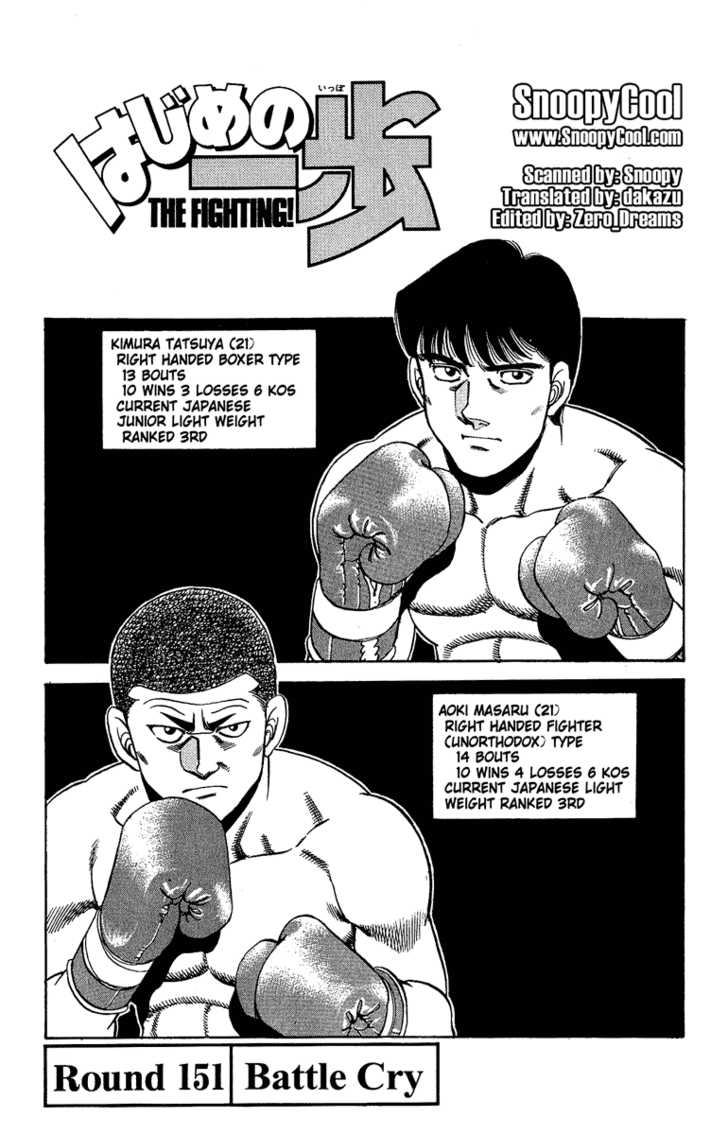 はじめの一歩
いっぽ
THE FIGHTING!
SnoopyCool
www.SnoopyCool.com
Scanned by: Snoopy
Translated by: dakazu
Edited by: Zero_Dreams
KIMURA TATSUYA (21)
RIGHT HANDED BOXER TYPE
13 BOUTS
10 WINS 3 LOSSES 6 KOS
CURRENT JAPANESE
JUNIOR LIGHT WEIGHT
RANKED 3RD
AOKI MASARU (21)
RIGHT HANDED FIGHTER
(UNORTHODOX) TYPE
14 BOUTS
10 WINS 4 LOSSES 6 KOS
CURRENT JAPANESE LIGHT
WEIGHT RANKED 3RD
Round 151 Battle Cry